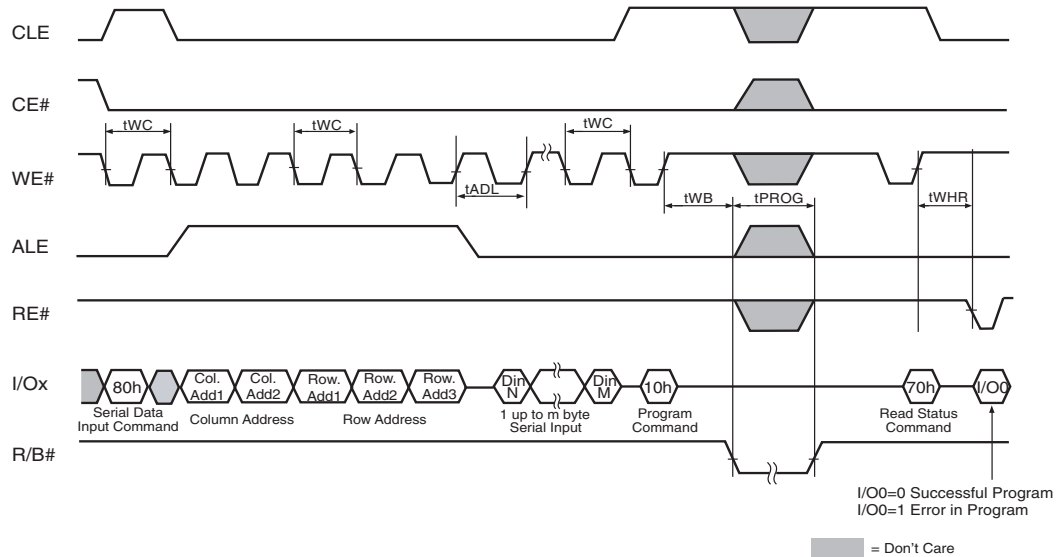 CLE
CE#
tWC
tWC
tWC
WE#
tADL
tWB
tPROG
tWHR
ALE
RE#
I/Ox
80h
Col.
Add1
Col.
Add2
Row.
Add1
Row.
Add2
Row.
Add3
Din
N
Din
M
10h
70h
I/O0
Serial Data
Input Command
Column Address
Row Address
1 up to m byte
Serial Input
Program
Command
Read Status
Command
R/B#
I/O0=0 Successful Program
I/O0=1 Error in Program
= Don't Care